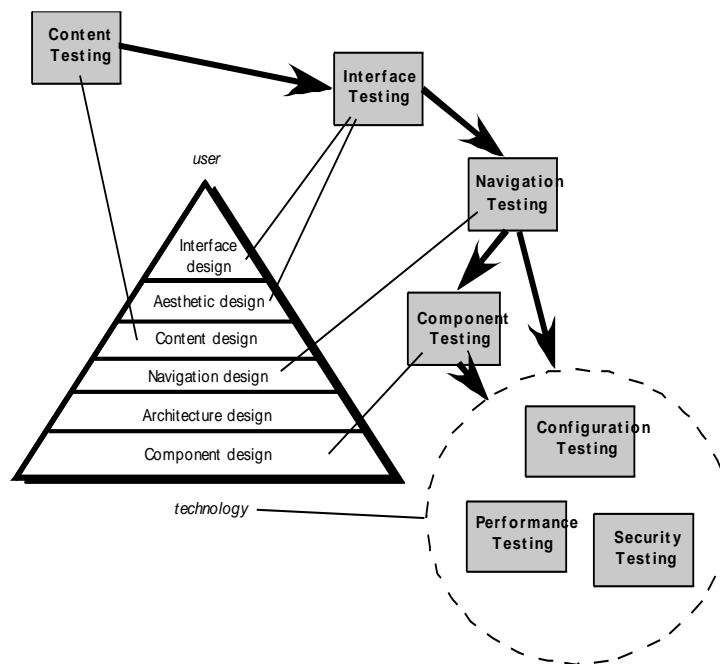 Content
Testing
Interface
Testing
user
Navigation
Testing
Interface
design
Aesthetic design
Component
Testing
Content design
Navigation design
Architecture design
Configuration
Testing
Component design
technology
Performance
Testing
Security
Testing